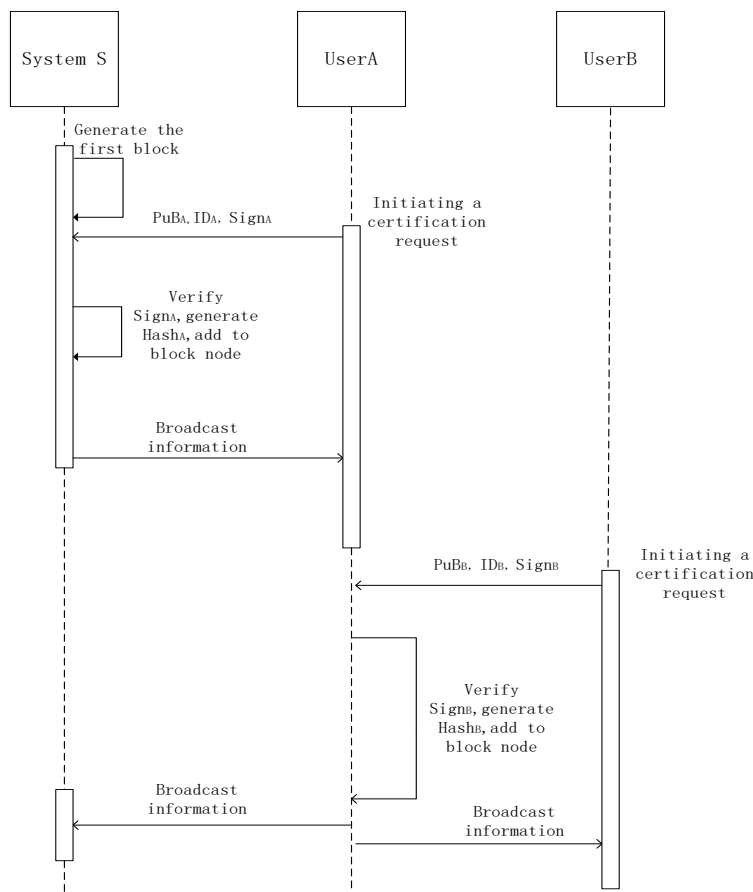 System S
UserA
UserB
Generate the
first block
Initiating a
certification
request
PuBA, IDA, SignA
Verify
SignA,generate
HashA,add to
block node
Broadcast
information
Initiating a
certification
request
PuBB, IDB, SignB
Verify
SignB,generate
HashB,add to
block node
Broadcast
information
Broadcast
information